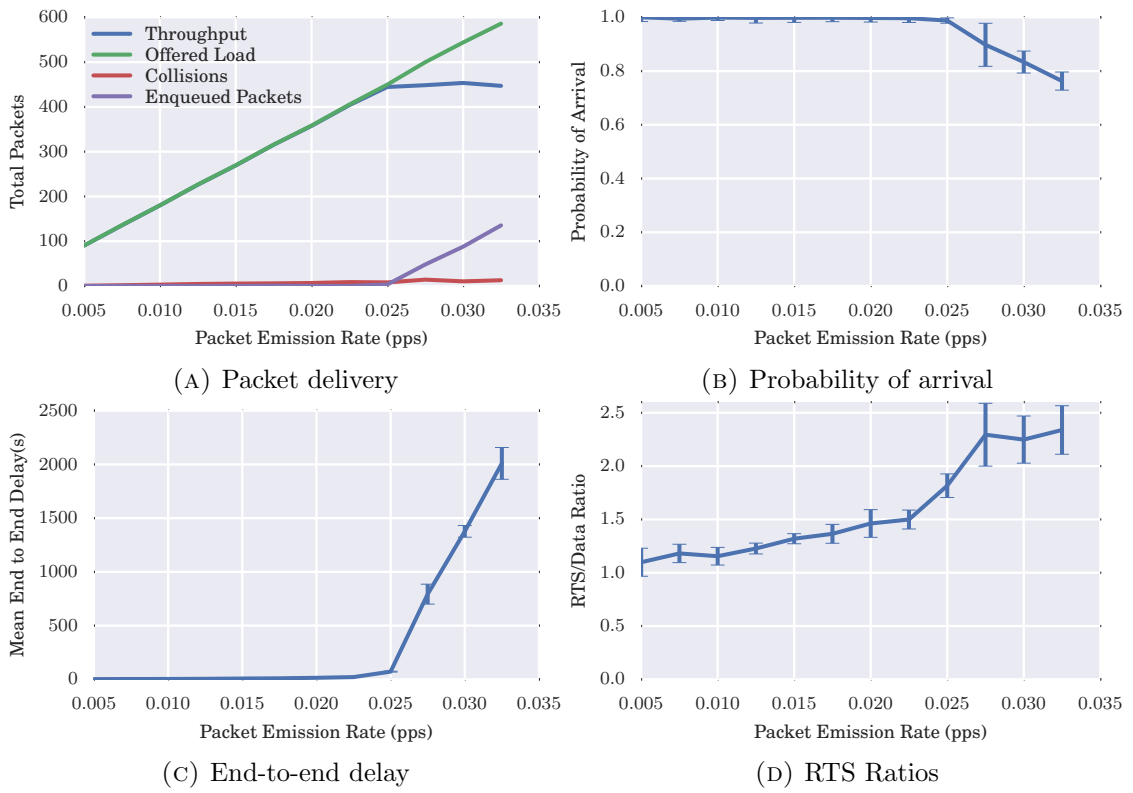 600
500
400
300
200
100
0
Total Packets
Throughput
Offered Load
Collisions
Enqueued Packets
0.005 0.010 0.015 0.020 0.025 0.030 0.035
Packet Emission Rate (pps)
(A) Packet delivery
1.0
0.8
0.6
0.4
0.2
0.0
Probability of Arrival
0.005 0.010 0.015 0.020 0.025 0.030 0.035
Packet Emission Rate (pps)
(B) Probability of arrival
2500
2000
1500
1000
500
0
Mean End to End Delay(s)
0.005 0.010 0.015 0.020 0.025 0.030 0.035
Packet Emission Rate (pps)
(C) End-to-end delay
2.5
2.0
1.5
1.0
0.5
0.0
RTS/Data Ratio
0.005 0.010 0.015 0.020 0.025 0.030 0.035
Packet Emission Rate (pps)
(D) RTS Ratios